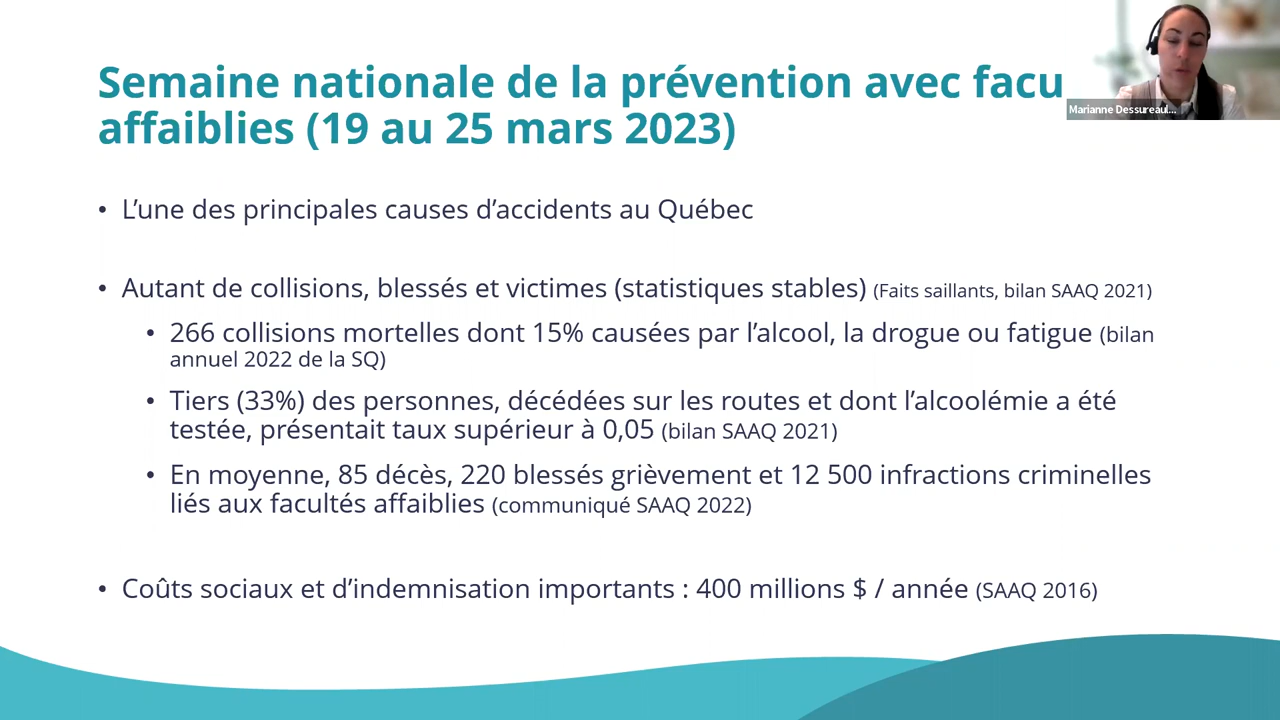 Semaine nationale de la prévention avec facu
affaiblies (19 au 25 mars 2023)
Marianne Dessureaul...
• L’une des principales causes d’accidents au Québec
• Autant de collisions, blessés et victimes (statistiques stables) (Faits saillants, bilan SAAQ 2021)
• 266 collisions mortelles dont 15% causées par l’alcool, la drogue ou fatigue (bilan
annuel 2022 de la SQ)
• Tiers (33%) des personnes, décédées sur les routes et dont l’alcoolémie a été
testée, présentait taux supérieur à 0,05 (bilan SAAQ 2021)
• En moyenne, 85 décès, 220 blessés grièvement et 12 500 infractions criminelles
liés aux facultés affaiblies (communiqué SAAQ 2022)
• Coûts sociaux et d’indemnisation importants : 400 millions $ / année (SAAQ 2016)